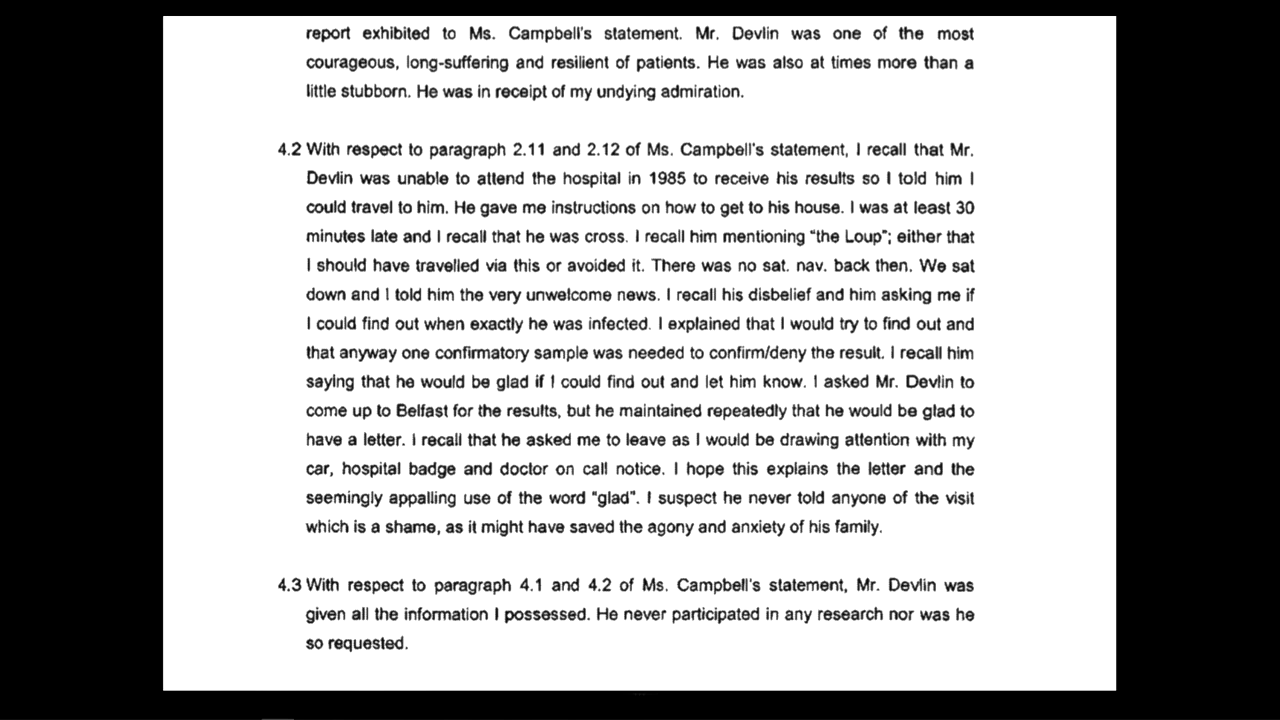 report exhibited to Ms. Campbell's statement. Mr. Devlin was one of the most
courageous, long-suffering and resilient of patients. He was also at times more than a
little stubborn. He was in receipt of my undying admiration.
4.2 With respect to paragraph 2.11 and 2.12 of Ms. Campbell's statement, I recall that Mr.
Devlin was unable to attend the hospital in 1985 to receive his results so I told him I
could travel to him. He gave me instructions on how to get to his house. I was at least 30
minutes late and I recall that he was cross. I recall him mentioning "the Loup"; either that
I should have travelled via this or avoided it. There was no sat. nav. back then. We sat
down and I told him the very unwelcome news. I recall his disbelief and him asking me if
I could find out when exactly he was infected. I explained that I would try to find out and
that anyway one confirmatory sample was needed to confirm/deny the result. I recall him
saying that he would be glad if I could find out and let him know. I asked Mr. Devlin to
come up to Belfast for the results, but he maintained repeatedly that he would be glad to
have a letter. I recall that he asked me to leave as I would be drawing attention with my
car, hospital badge and doctor on call notice. I hope this explains the letter and the
seemingly appalling use of the word "glad". I suspect he never told anyone of the visit
which is a shame, as it might have saved the agony and anxiety of his family.
4.3 With respect to paragraph 4.1 and 4.2 of Ms. Campbell's statement, Mr. Devlin was
given all the information I possessed. He never participated in any research nor was he
so requested.